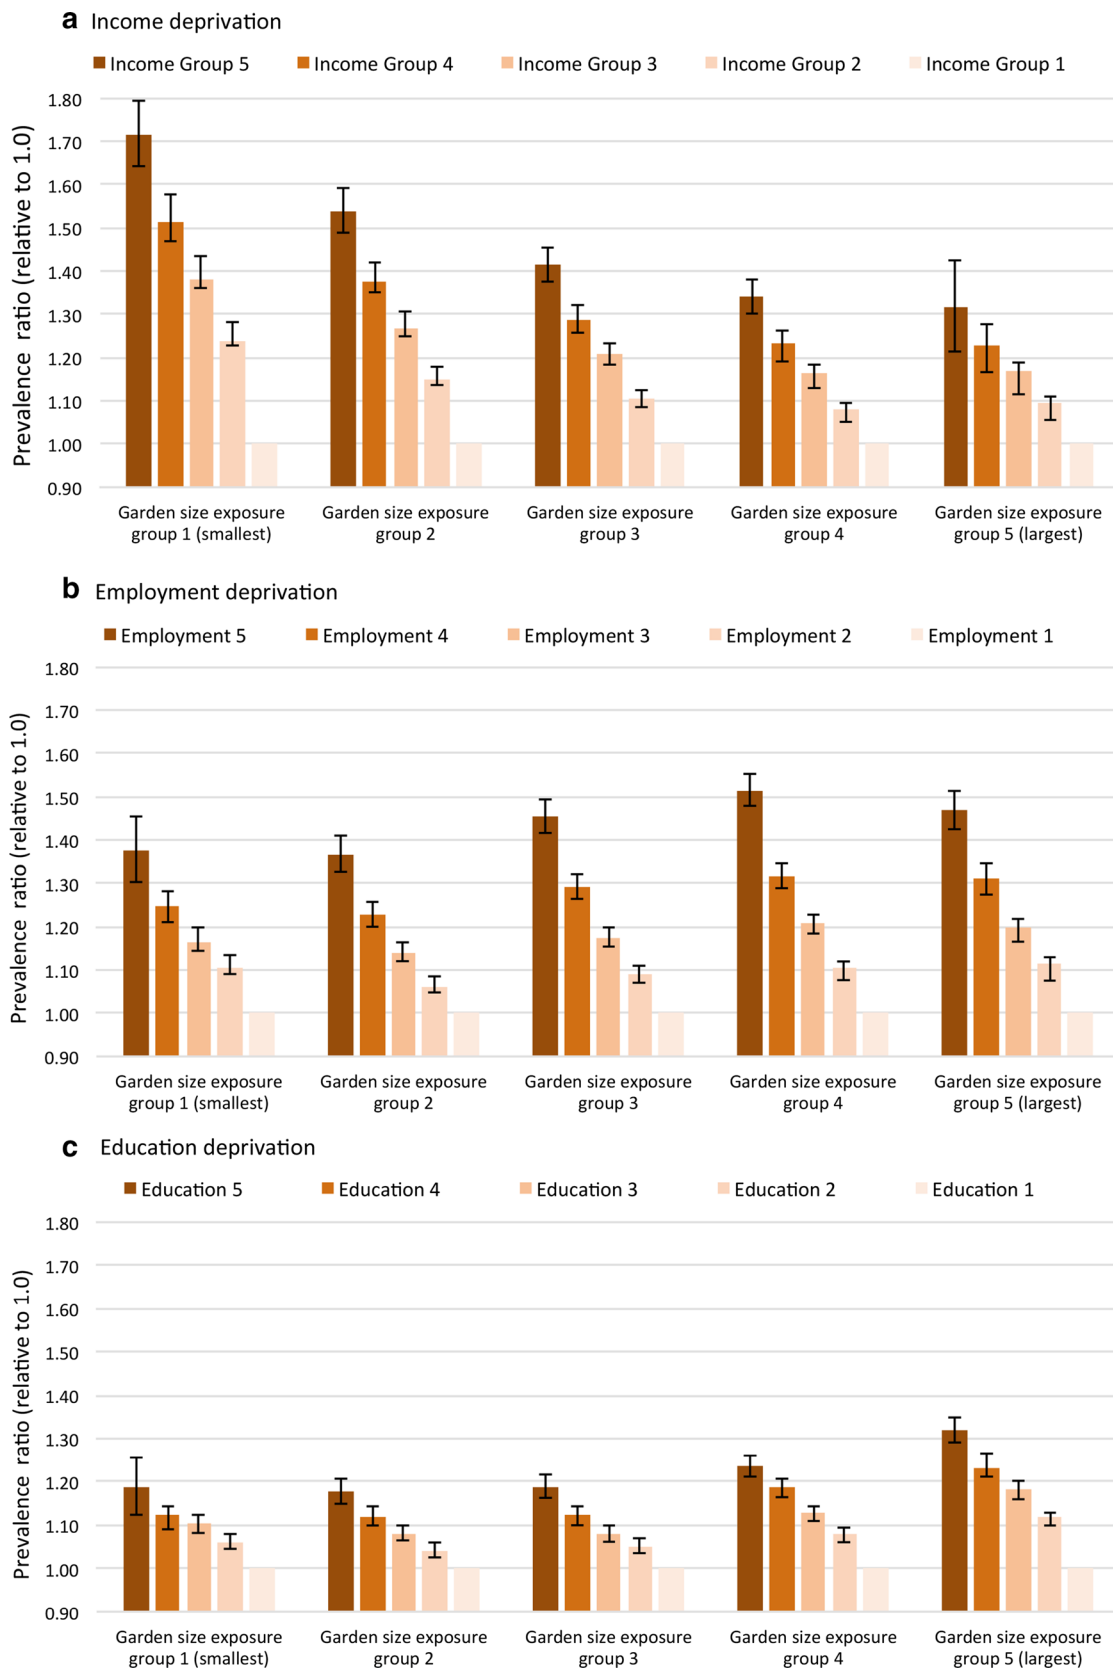 a Income deprivation
Income Group 5 Income Group 4 Income Group 3 Income Group 2 Income Group 1
Prevalence ratio (relative to 1.0)
1.80
1.70
1.60
1.50
1.40
1.30
1.20
1.10
1.00
0.90
Garden size exposure
group 1 (smallest)
Garden size exposure
group 2
Garden size exposure
group 3
Garden size exposure
group 4
Garden size exposure
group 5 (largest)
b Employment deprivation
Employment 5 Employment 4 Employment 3 Employment 2 Employment 1
Prevalence ratio (relative to 1.0)
1.80
1.70
1.60
1.50
1.40
1.30
1.20
1.10
1.00
0.90
Garden size exposure
group 1 (smallest)
Garden size exposure
group 2
Garden size exposure
group 3
Garden size exposure
group 4
Garden size exposure
group 5 (largest)
c Education deprivation
Education 5 Education 4 Education 3 Education 2 Education 1
Prevalence ratio (relative to 1.0)
1.80
1.70
1.60
1.50
1.40
1.30
1.20
1.10
1.00
0.90
Garden size exposure
group 1 (smallest)
Garden size exposure
group 2
Garden size exposure
group 3
Garden size exposure
group 4
Garden size exposure
group 5 (largest)